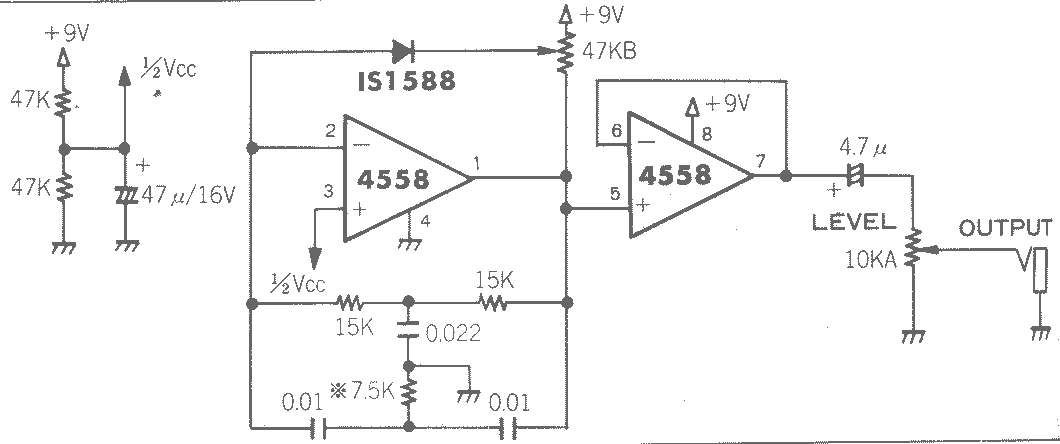 +9V
½Vcc
47K
47K
+
47μ/16V
+9V
47KB
IS1588
2
−
4558
1
3
+
4
½Vcc
15K
15K
0.022
※7.5K
0.01
0.01
+9V
6
−
8
4558
7
5
+
4.7μ
+
LEVEL
10KA
OUTPUT